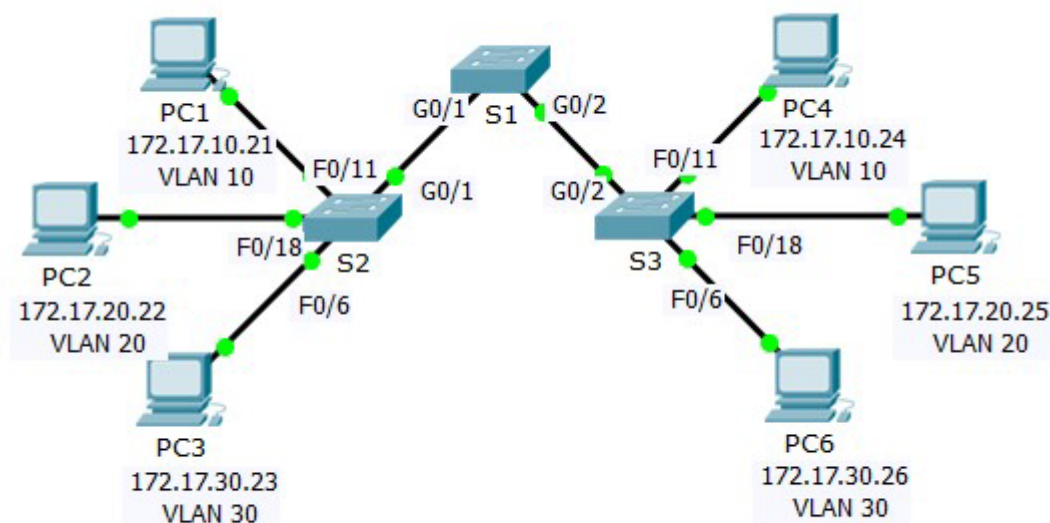 PC1
172.17.10.21
VLAN 10
S1
G0/1
G0/2
PC4
172.17.10.24
VLAN 10
F0/11
G0/1
F0/11
G0/2
PC2
172.17.20.22
VLAN 20
F0/18
S2
F0/6
S3
F0/18
F0/6
PC5
172.17.20.25
VLAN 20
PC3
172.17.30.23
VLAN 30
PC6
172.17.30.26
VLAN 30